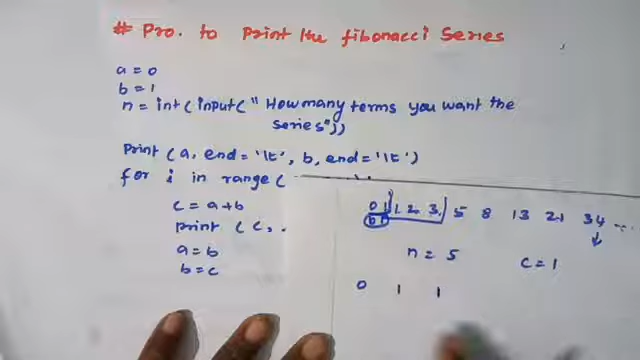 # Pro. to Print the fibonacci Series
a = 0
b = 1
n = int(input(" How many terms you want the
series"))
Print (a, end = '\t', b, end = '\t')
for i in range (
c = a + b
print (c,
a = b
b = c
0 1 1 2 3 5 8 13 21 34 ...
n = 5 c = 1
0 1 1